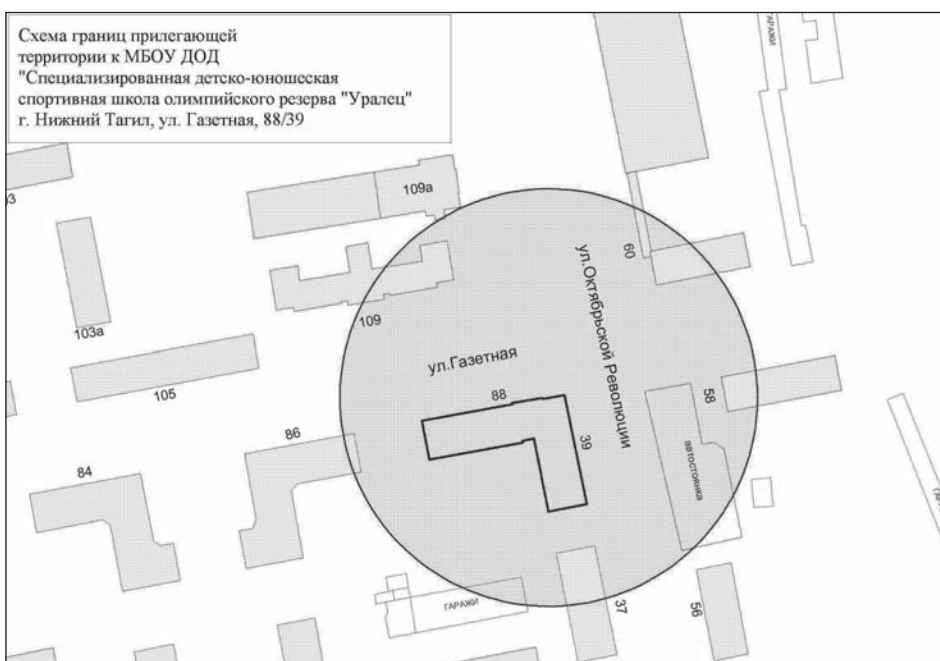 Схема границ прилегающей
территории к МБОУ ДОД
"Специализированная детско-юношеская
спортивная школа олимпийского резерва "Уралец"
г. Нижний Тагил, ул. Газетная, 88/39
ГАРАЖИ
109а
60
103а
109
ул.Октябрьской Революции
ул.Газетная
105
88
58
86
39
84
автостоянка
ГАРАЖИ
37
56